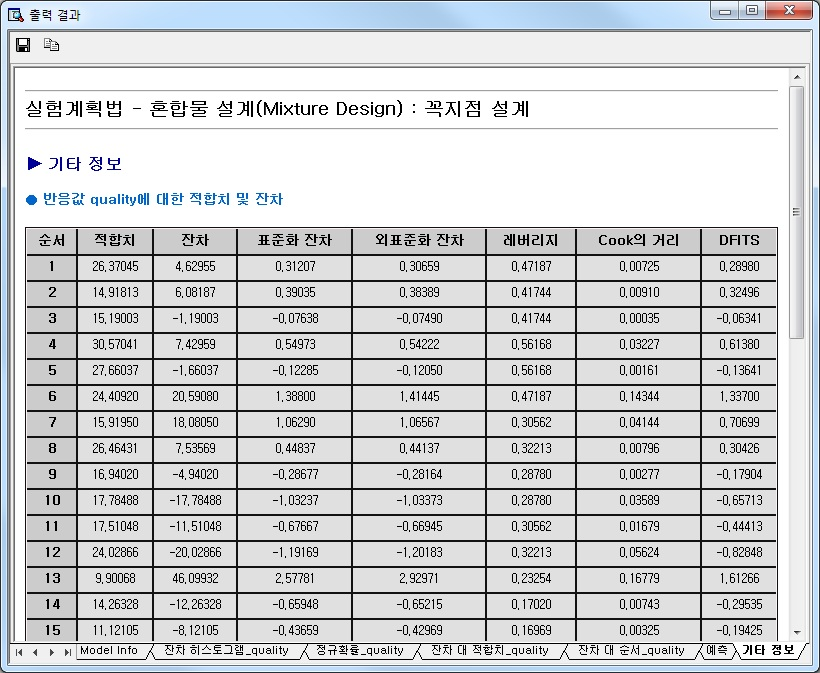 출력 결과
실험계획법 - 혼합물 설계(Mixture Design) : 꼭지점 설계
▶ 기타 정보
● 반응값 quality에 대한 적합치 및 잔차
순서 적합치 잔차 표준화 잔차 외표준화 잔차 레버리지 Cook의 거리 DFITS
1 26,37045 4,62955 0,31207 0,30659 0,47187 0,00725 0,28980
2 14,91813 6,08187 0,39035 0,38389 0,41744 0,00910 0,32496
3 15,19003 -1,19003 -0,07638 -0,07490 0,41744 0,00035 -0,06341
4 30,57041 7,42959 0,54973 0,54222 0,56168 0,03227 0,61380
5 27,66037 -1,66037 -0,12285 -0,12050 0,56168 0,00161 -0,13641
6 24,40920 20,59080 1,38800 1,41445 0,47187 0,14344 1,33700
7 15,91950 18,08050 1,06290 1,06567 0,30562 0,04144 0,70699
8 26,46431 7,53569 0,44837 0,44137 0,32213 0,00796 0,30426
9 16,94020 -4,94020 -0,28677 -0,28164 0,28780 0,00277 -0,17904
10 17,78488 -17,78488 -1,03237 -1,03373 0,28780 0,03589 -0,65713
11 17,51048 -11,51048 -0,67667 -0,66945 0,30562 0,01679 -0,44413
12 24,02866 -20,02866 -1,19169 -1,20183 0,32213 0,05624 -0,82848
13 9,90068 46,09932 2,57781 2,92971 0,23254 0,16779 1,61266
14 14,26328 -12,26328 -0,65948 -0,65215 0,17020 0,00743 -0,29535
15 11,12105 -8,12105 -0,43659 -0,42969 0,16969 0,00325 -0,19425
Model Info 잔차 히스토그램_quality 정규확률_quality 잔차 대 적합치_quality 잔차 대 순서_quality 예측 기타 정보